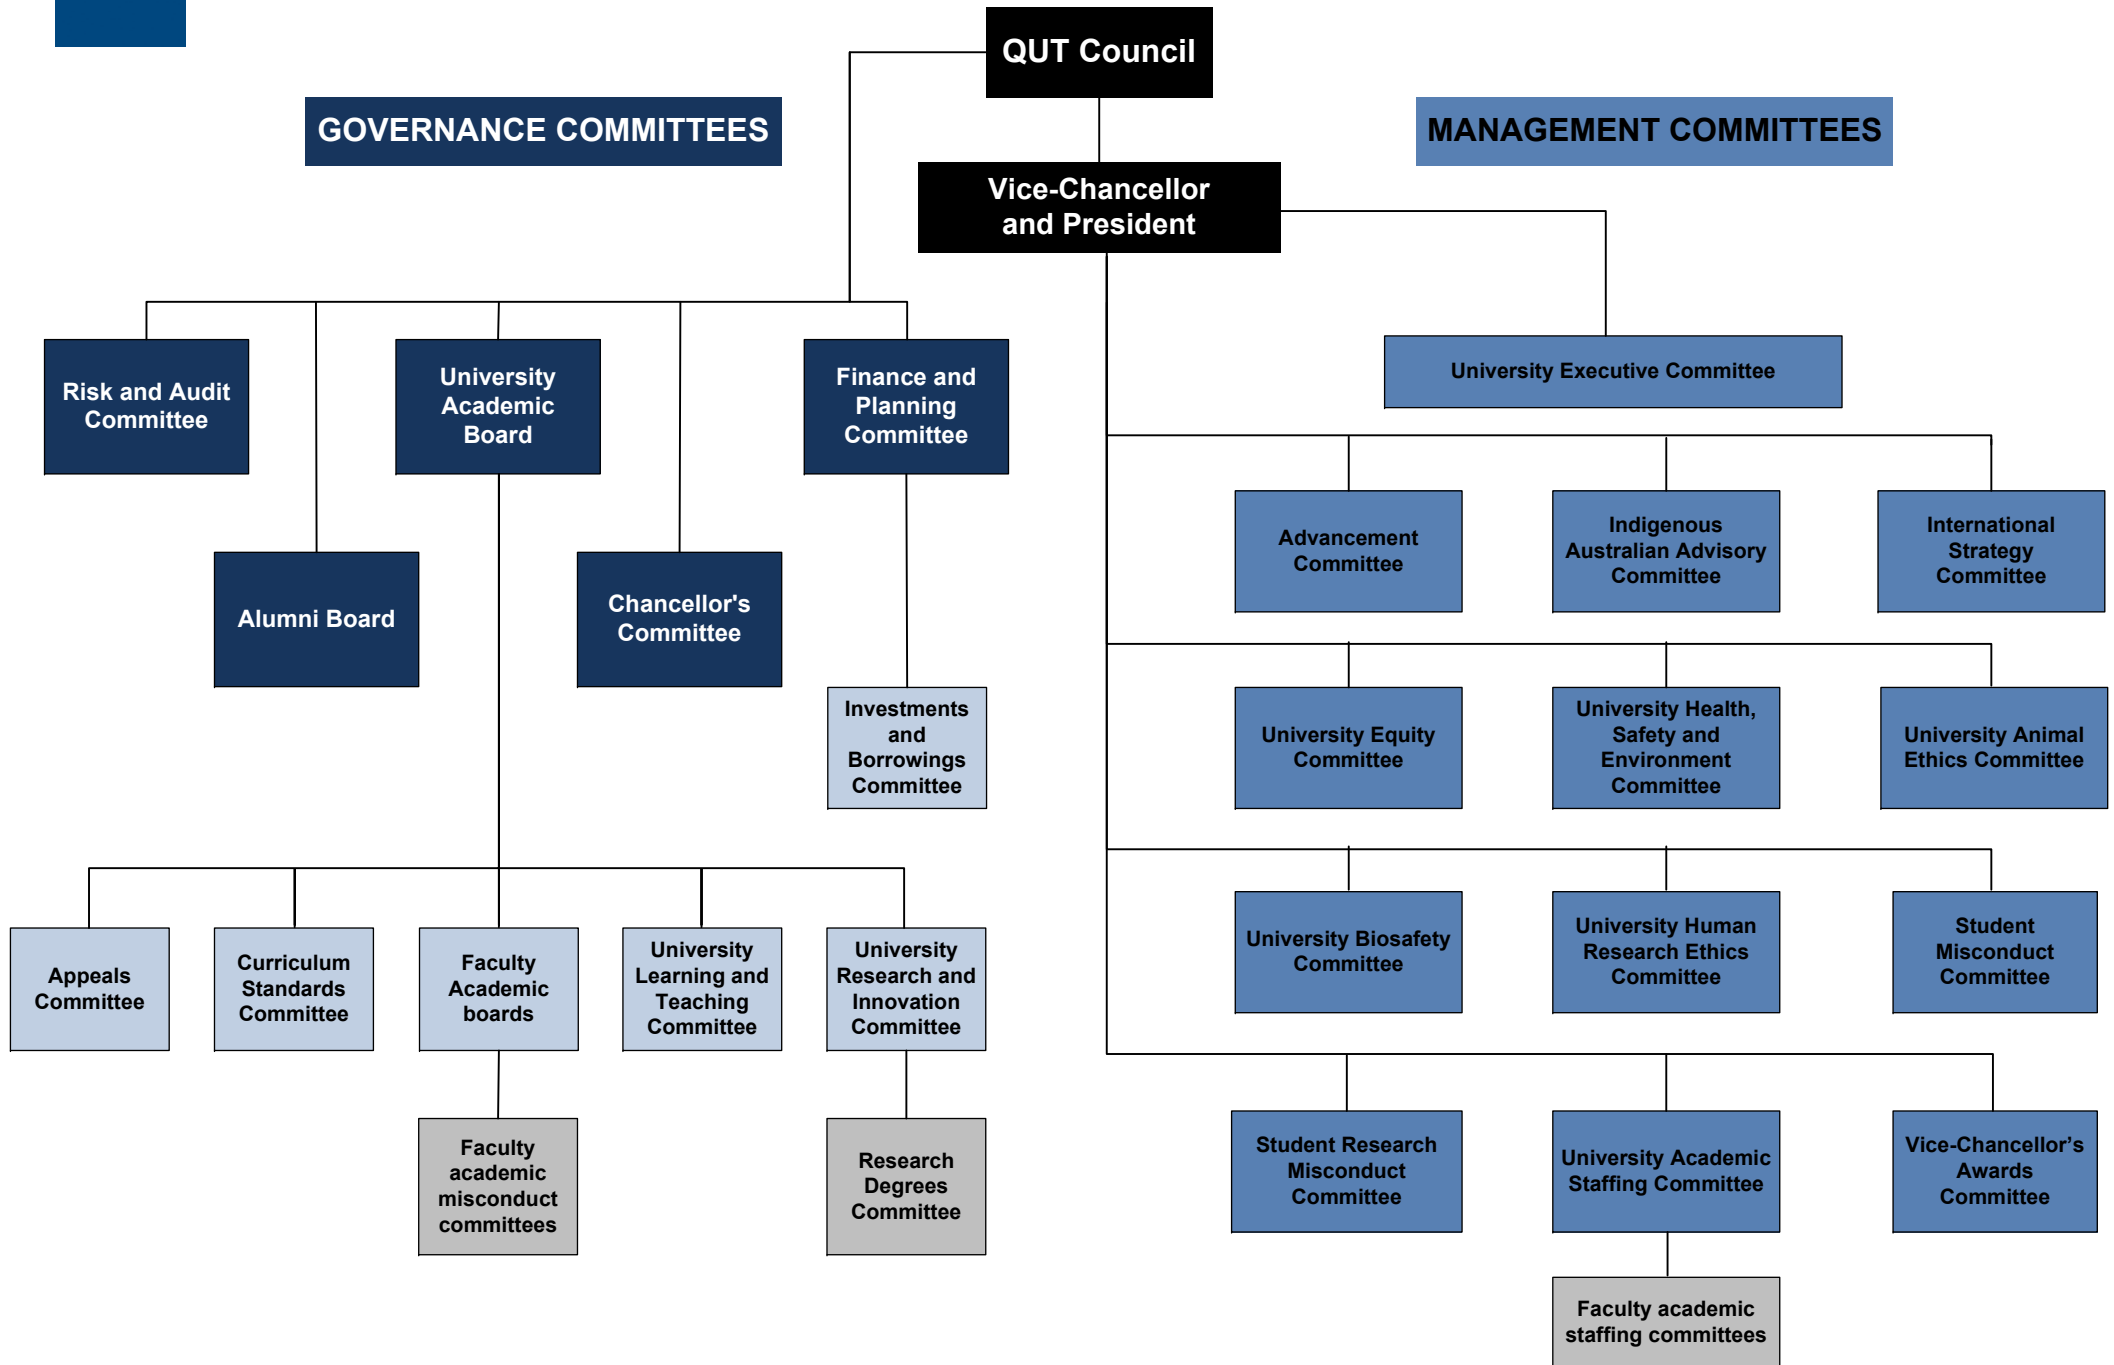 QUT Council
GOVERNANCE COMMITTEES
MANAGEMENT COMMITTEES
Vice-Chancellor
and President
Risk and Audit
Committee
University
Academic
Board
Finance and
Planning
Committee
University Executive Committee
Alumni Board
Chancellor's
Committee
Advancement
Committee
Indigenous
Australian Advisory
Committee
International
Strategy
Committee
Investments
and
Borrowings
Committee
University Equity
Committee
University Health,
Safety and
Environment
Committee
University Animal
Ethics Committee
Appeals
Committee
Curriculum
Standards
Committee
Faculty
Academic
boards
University
Learning and
Teaching
Committee
University
Research and
Innovation
Committee
University Biosafety
Committee
University Human
Research Ethics
Committee
Student
Misconduct
Committee
Faculty
academic
misconduct
committees
Research
Degrees
Committee
Student Research
Misconduct
Committee
University Academic
Staffing Committee
Vice-Chancellor’s
Awards
Committee
Faculty academic
staffing committees